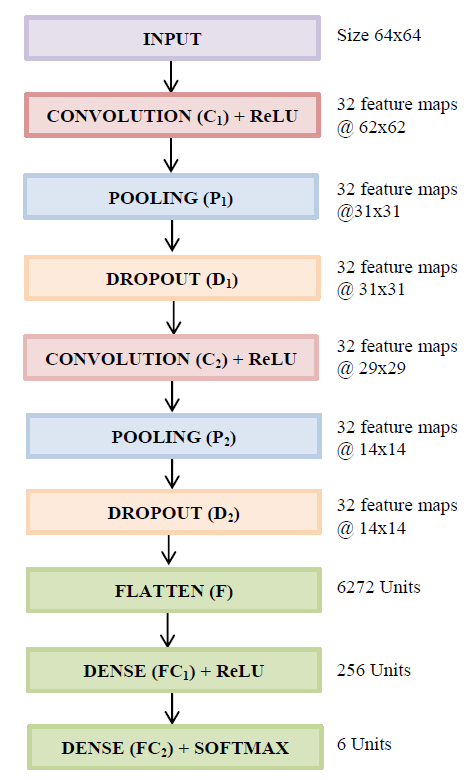 INPUT
Size 64x64
CONVOLUTION (C₁) + ReLU
32 feature maps
@ 62x62
POOLING (P₁)
32 feature maps
@31x31
DROPOUT (D₁)
32 feature maps
@ 31x31
CONVOLUTION (C₂) + ReLU
32 feature maps
@ 29x29
POOLING (P₂)
32 feature maps
@ 14x14
DROPOUT (D₂)
32 feature maps
@ 14x14
FLATTEN (F)
6272 Units
DENSE (FC₁) + ReLU
256 Units
DENSE (FC₂) + SOFTMAX
6 Units